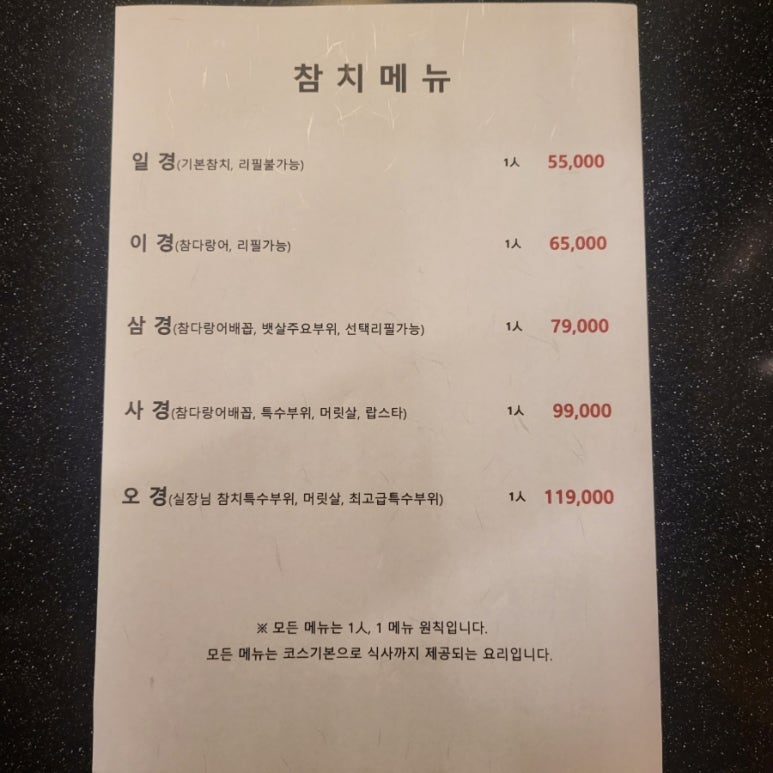 참치메뉴
일 경(기본참치, 리필불가능) 1人 55,000
이 경(참다랑어, 리필가능) 1人 65,000
삼 경(참다랑어배꼽, 뱃살주요부위, 선택리필가능) 1人 79,000
사 경(참다랑어배꼽, 특수부위, 머릿살, 랍스타) 1人 99,000
오 경(실장님 참치특수부위, 머릿살, 최고급특수부위) 1人 119,000
※ 모든 메뉴는 1人, 1 메뉴 원칙입니다.
모든 메뉴는 코스기본으로 식사까지 제공되는 요리입니다.